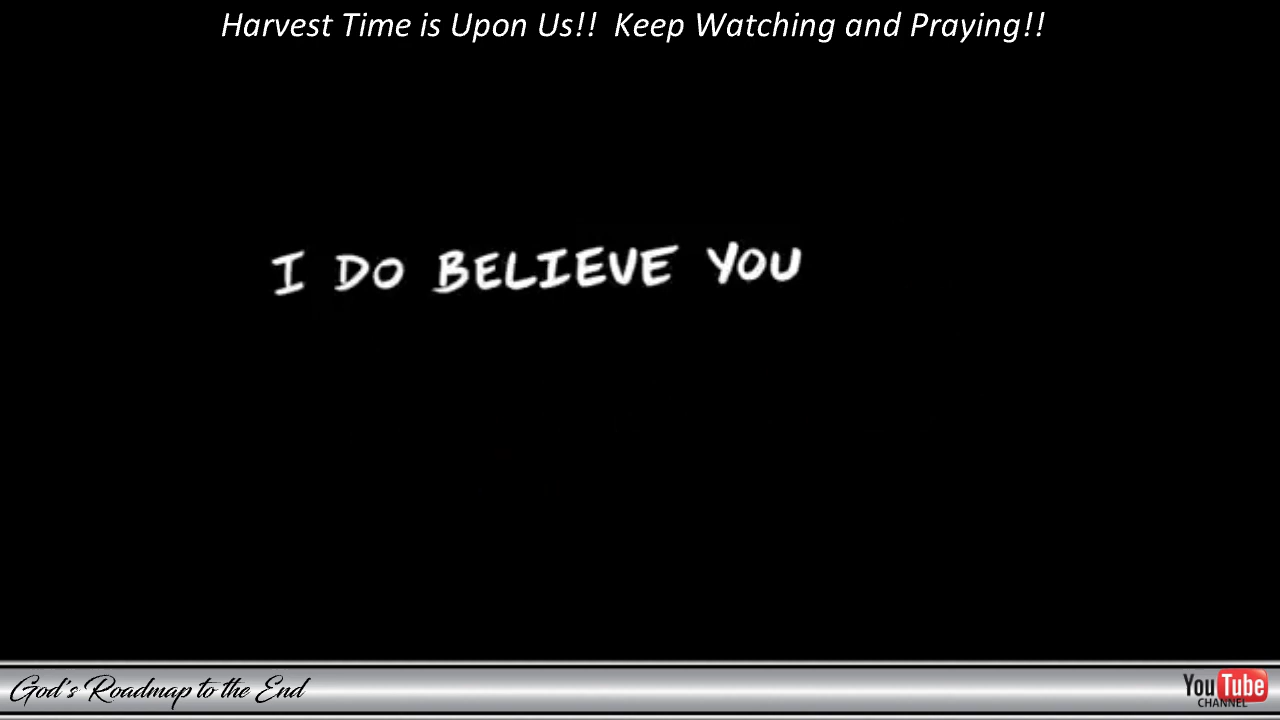 Harvest Time is Upon Us!! Keep Watching and Praying!!
I DO BELIEVE YOU
God's Roadmap to the End
YouTube
CHANNEL